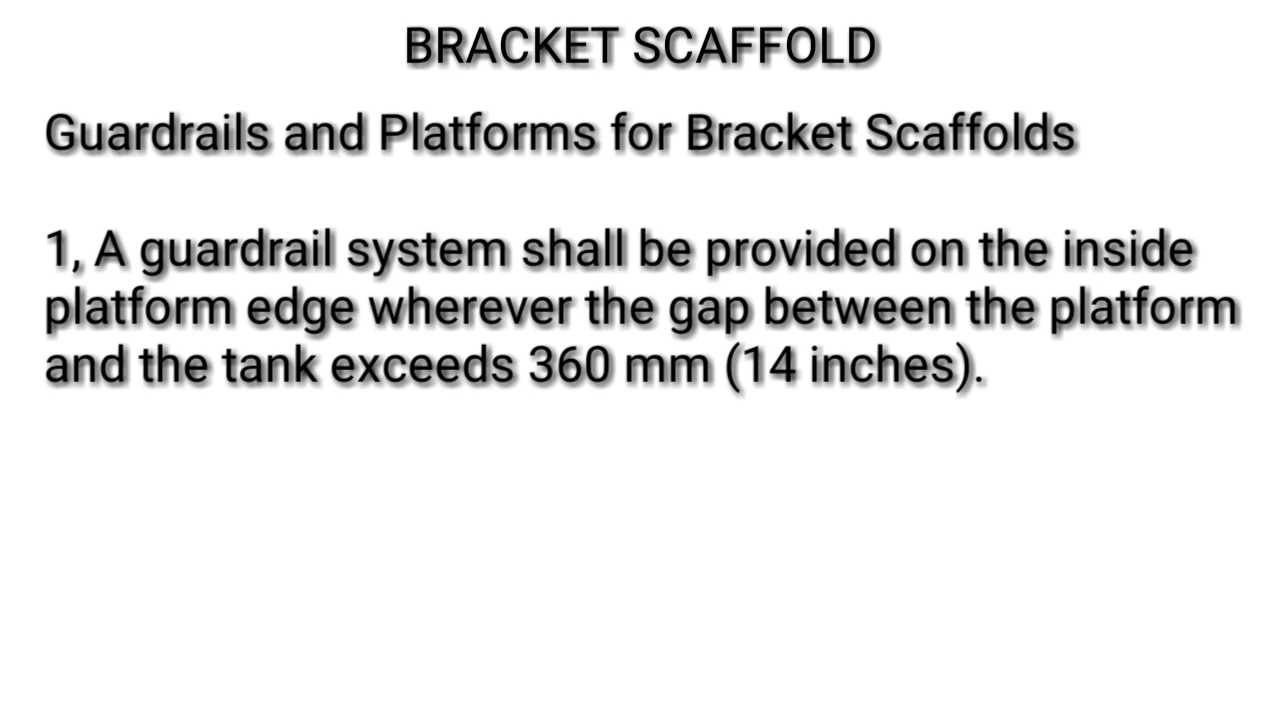 BRACKET SCAFFOLD
Guardrails and Platforms for Bracket Scaffolds
1, A guardrail system shall be provided on the inside
platform edge wherever the gap between the platform
and the tank exceeds 360 mm (14 inches).